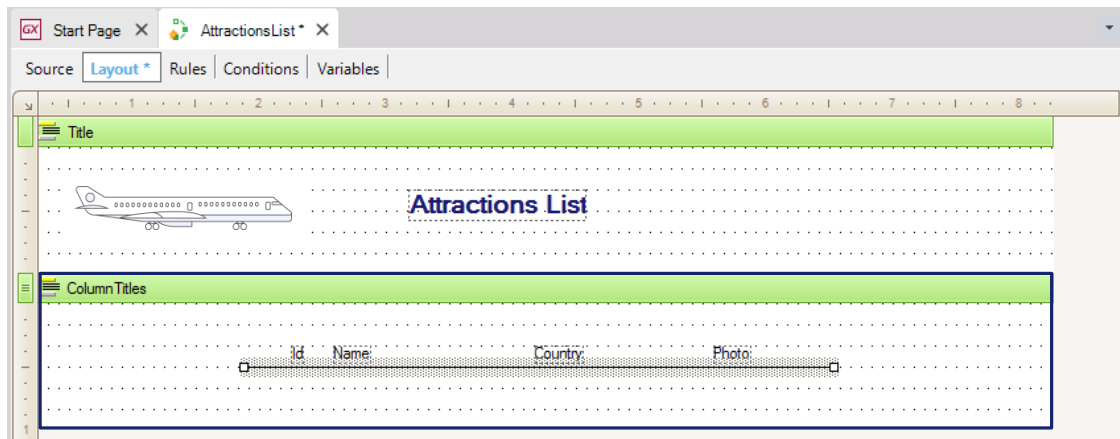 GX Start Page AttractionsList *
Source Layout * Rules Conditions Variables
1 2 3 4 5 6 7 8
Title
Attractions List
ColumnTitles
Id Name: Country: Photo:
1